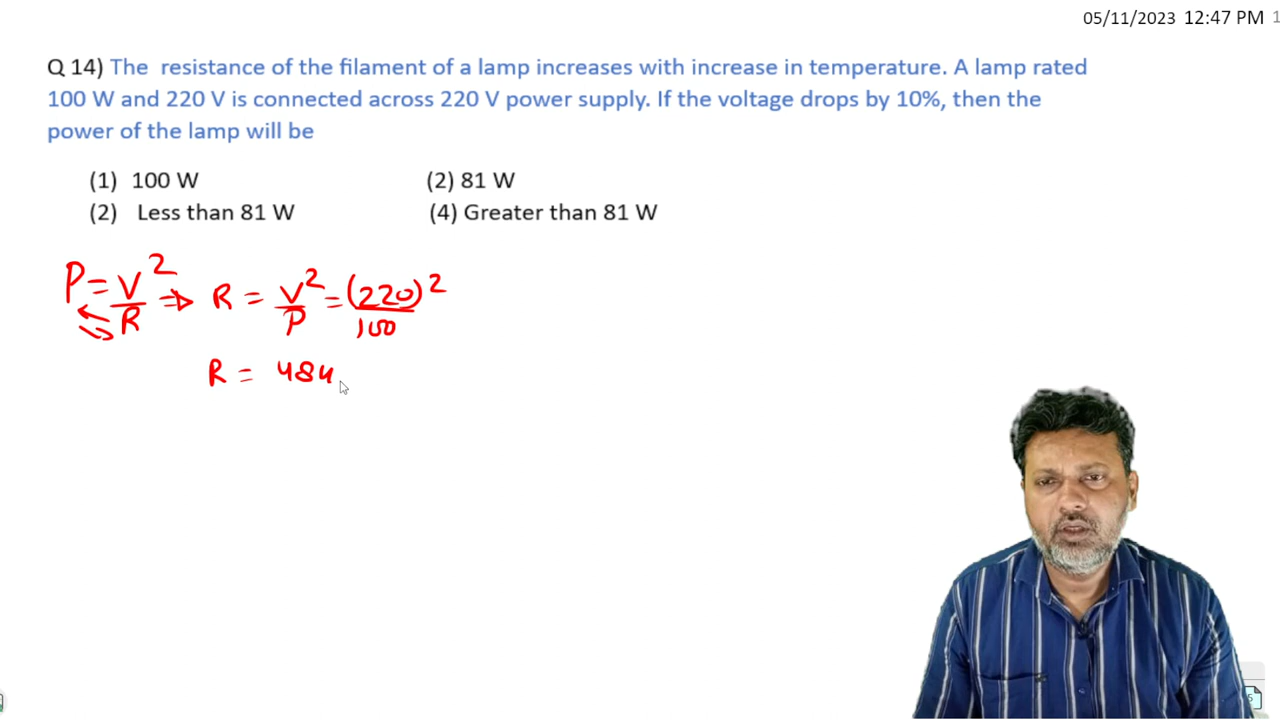 05/11/2023 12:47 PM 1
Q 14) The resistance of the filament of a lamp increases with increase in temperature. A lamp rated
100 W and 220 V is connected across 220 V power supply. If the voltage drops by 10%, then the
power of the lamp will be
(1) 100 W (2) 81 W
(2) Less than 81 W (4) Greater than 81 W
P = V²/R ⇒ R = V²/P = (220)²/100
R = 484